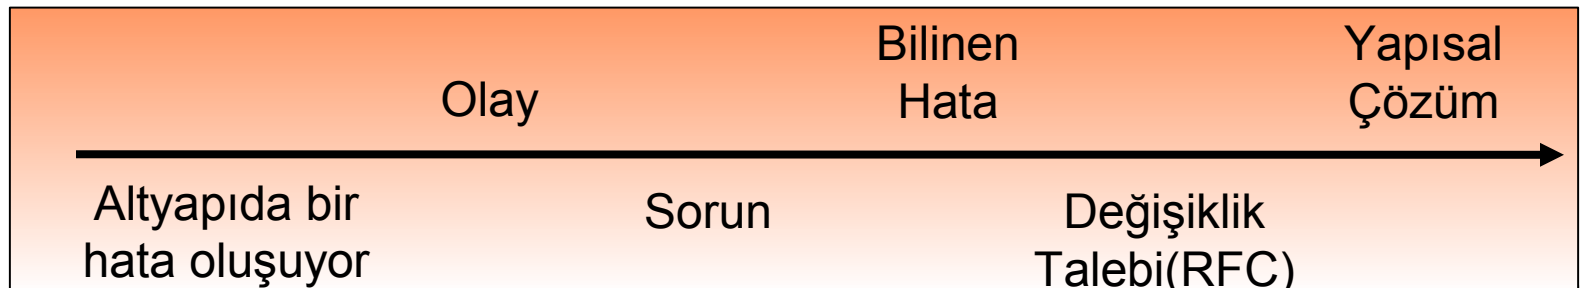 Olay
Bilinen
Hata
Yapısal
Çözüm
Altyapıda bir
hata oluşuyor
Sorun
Değişiklik
Talebi(RFC)